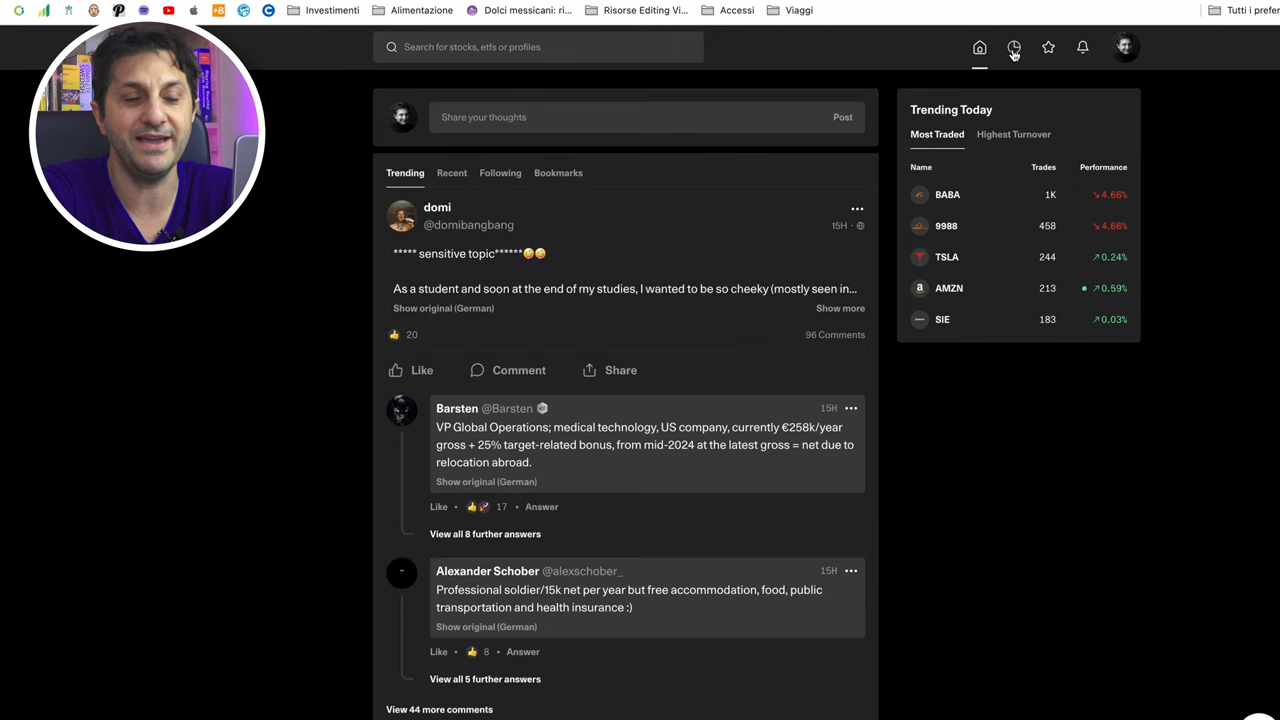 Investimenti
Alimentazione
Dolci messicani: ri...
Risorse Editing Vi...
Accessi
Viaggi
Tutti i prefer
Search for stocks, etfs or profiles
Share your thoughts
Post
Trending
Recent
Following
Bookmarks
domi
@domibangbang
15H
***** sensitive topic******🤪🤪
As a student and soon at the end of my studies, I wanted to be so cheeky (mostly seen in...
Show original (German)
Show more
👍 20
96 Comments
Like
Comment
Share
Barsten @Barsten
15H
VP Global Operations; medical technology, US company, currently €258k/year
gross + 25% target-related bonus, from mid-2024 at the latest gross = net due to
relocation abroad.
Show original (German)
Like • 👍🚀 17 • Answer
View all 8 further answers
Alexander Schober @alexschober_
15H
Professional soldier/15k net per year but free accommodation, food, public
transportation and health insurance :)
Show original (German)
Like • 👍 8 • Answer
View all 5 further answers
View 44 more comments
Trending Today
Most Traded
Highest Turnover
Name Trades Performance
BABA 1K ↘4.66%
9988 458 ↘4.66%
TSLA 244 ↗0.24%
AMZN 213 ↗0.59%
SIE 183 ↗0.03%